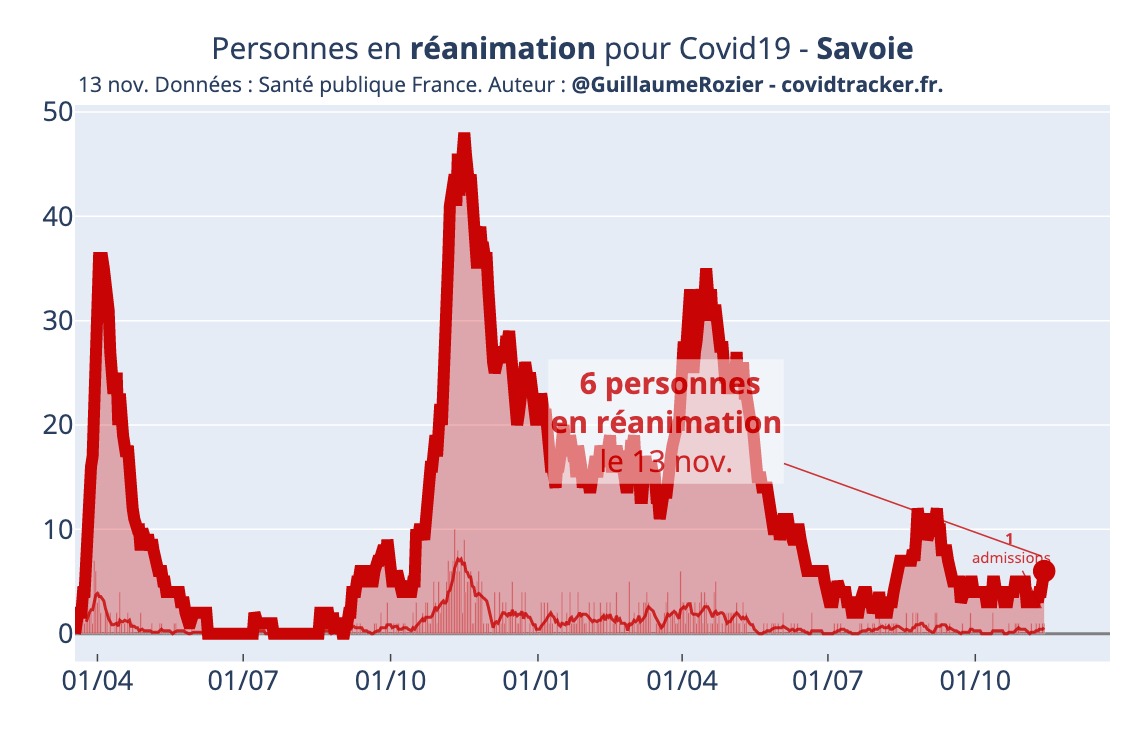 Personnes en réanimation pour Covid19 - Savoie
13 nov. Données : Santé publique France. Auteur : @GuillaumeRozier - covidtracker.fr.
50
40
30
20
10
0
6 personnes
en réanimation
le 13 nov.
1
admissions
01/04
01/07
01/10
01/01
01/04
01/07
01/10